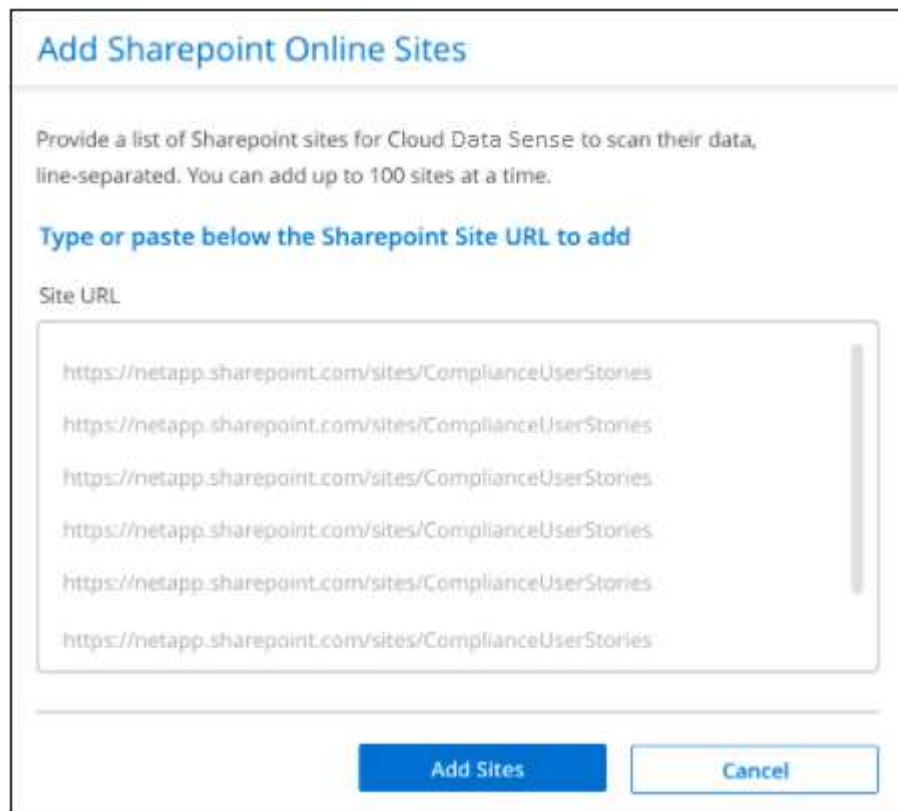 Add Sharepoint Online Sites
Provide a list of Sharepoint sites for Cloud Data Sense to scan their data,
line-separated. You can add up to 100 sites at a time.
Type or paste below the Sharepoint Site URL to add
Site URL
https://netapp.sharepoint.com/sites/ComplianceUserStories
https://netapp.sharepoint.com/sites/ComplianceUserStories
https://netapp.sharepoint.com/sites/ComplianceUserStories
https://netapp.sharepoint.com/sites/ComplianceUserStories
https://netapp.sharepoint.com/sites/ComplianceUserStories
https://netapp.sharepoint.com/sites/ComplianceUserStories
Add Sites
Cancel